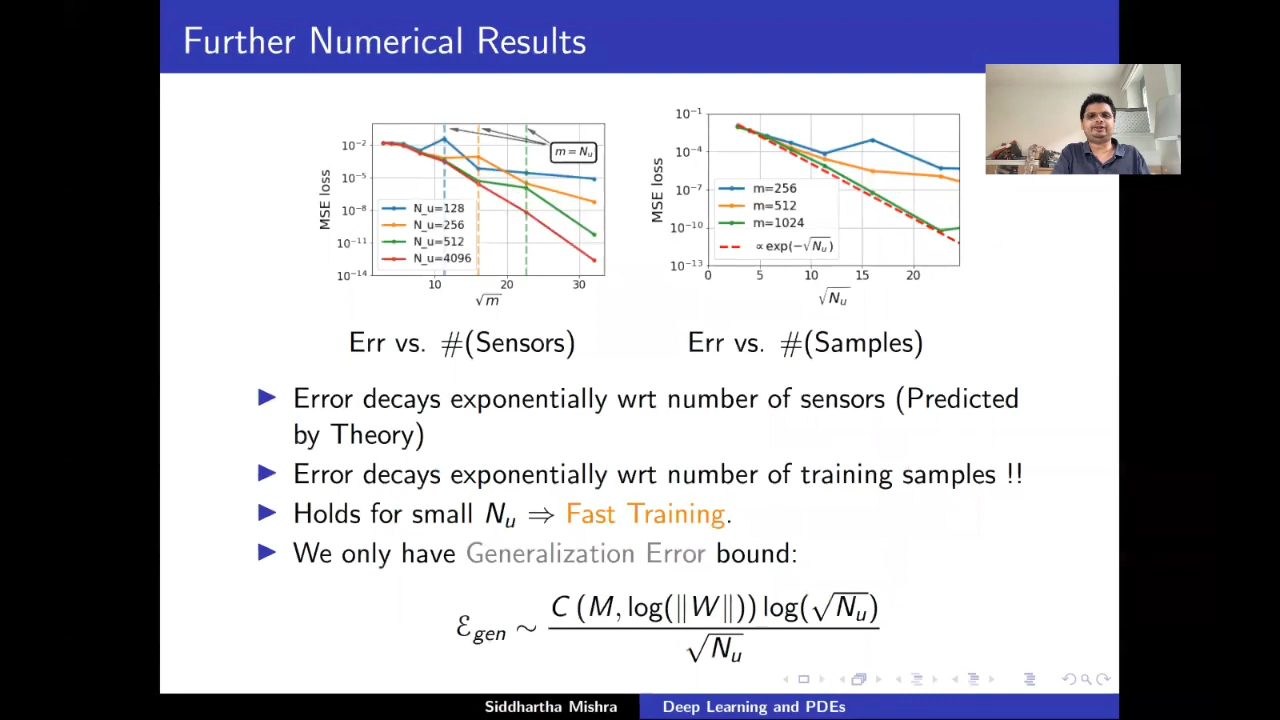 Further Numerical Results
10⁻²
10⁻⁵
10⁻⁸
10⁻¹¹
10⁻¹⁴
MSE loss
m = N_u
N_u=128
N_u=256
N_u=512
N_u=4096
10 20 30
√m
10⁻¹
10⁻⁴
10⁻⁷
10⁻¹⁰
10⁻¹³
MSE loss
m=256
m=512
m=1024
∝exp(−√N_u)
0 5 10 15 20
√N_u
Err vs. #(Sensors) Err vs. #(Samples)
▶ Error decays exponentially wrt number of sensors (Predicted
by Theory)
▶ Error decays exponentially wrt number of training samples !!
▶ Holds for small N_u ⇒ Fast Training.
▶ We only have Generalization Error bound:
ℰ_gen ∼ C (M, log(‖W‖)) log(√N_u) / √N_u
Siddhartha Mishra Deep Learning and PDEs